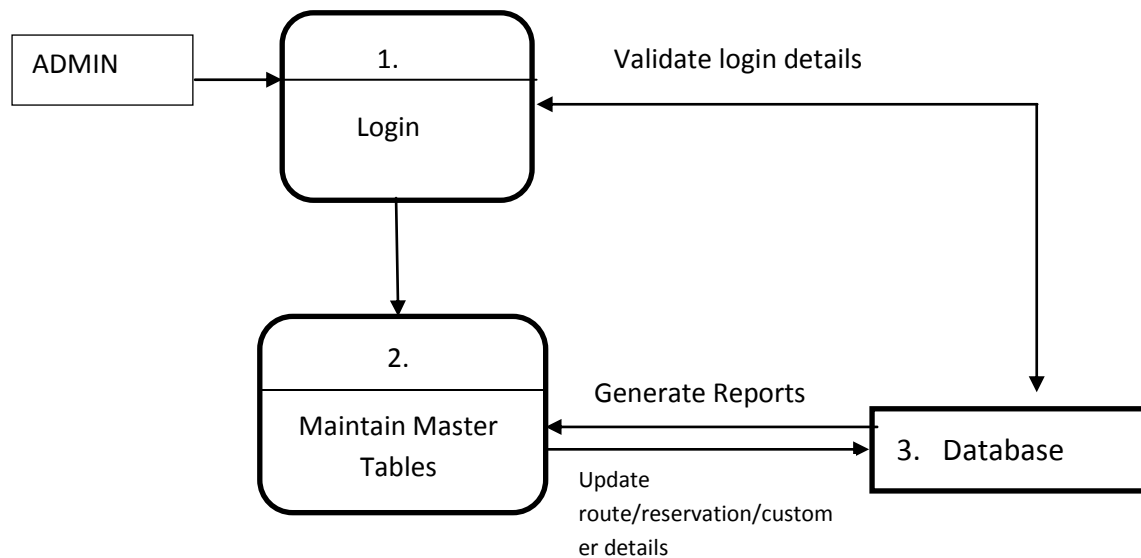 ADMIN
1.
Login
Validate login details
2.
Maintain Master
Tables
Generate Reports
3. Database
Update
route/reservation/custom
er details